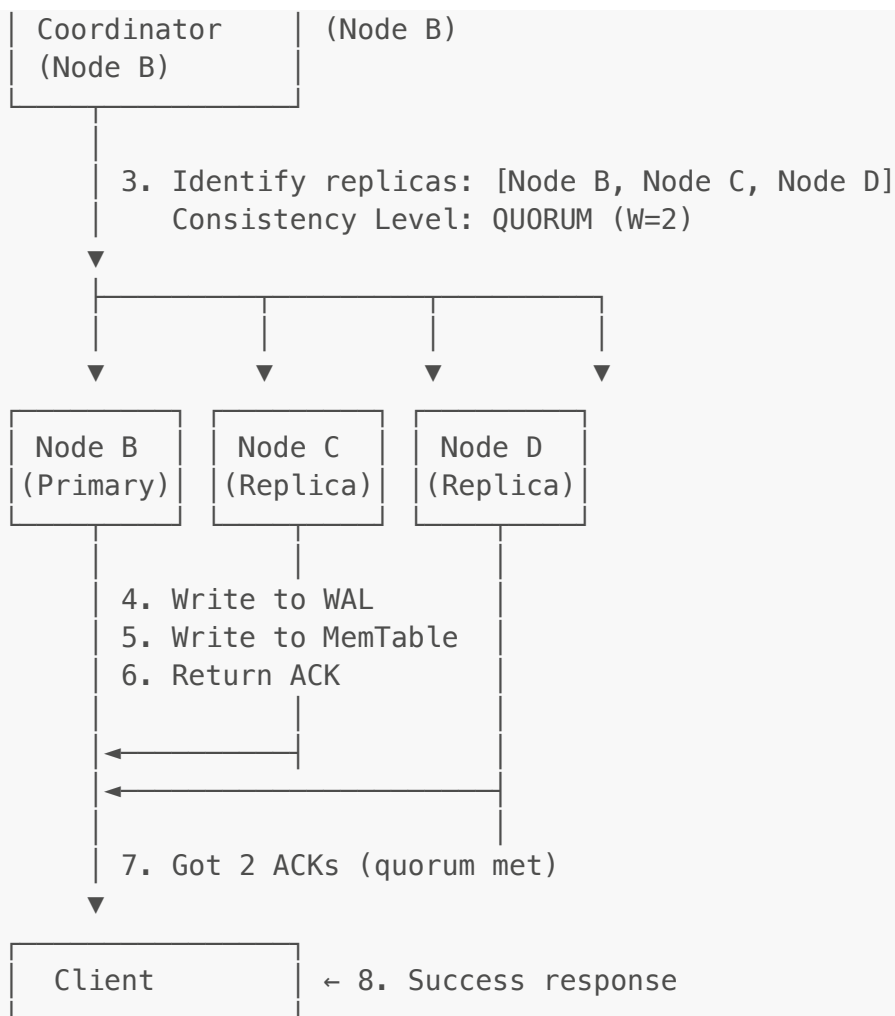 Coordinator (Node B)
(Node B)
3. Identify replicas: [Node B, Node C, Node D]
Consistency Level: QUORUM (W=2)
Node B Node C Node D
(Primary) (Replica) (Replica)
4. Write to WAL
5. Write to MemTable
6. Return ACK
7. Got 2 ACKs (quorum met)
Client ← 8. Success response